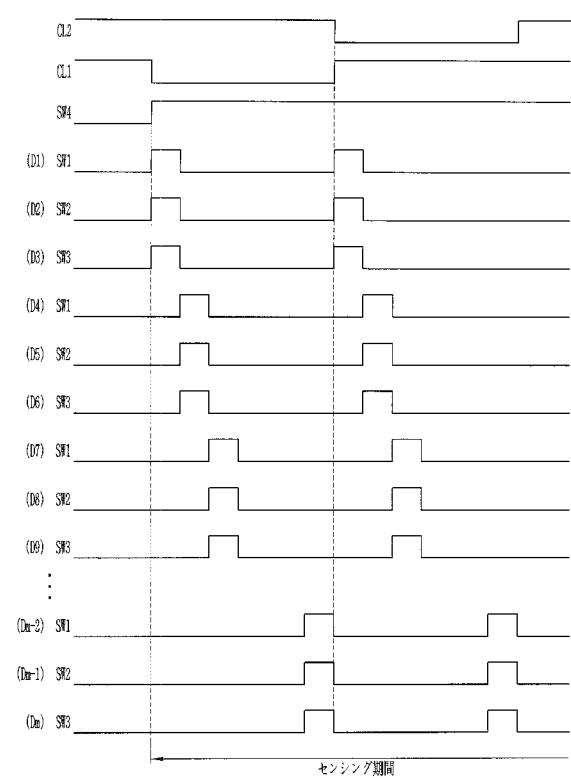 CL2
CL1
SW4
(D1) SW1
(D2) SW2
(D3) SW3
(D4) SW1
(D5) SW2
(D6) SW3
(D7) SW1
(D8) SW2
(D9) SW3
(Dm-2) SW1
(Dm-1) SW2
(Dm) SW3
センシング期間